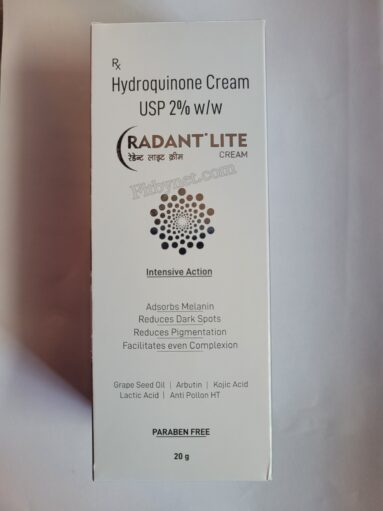 Rx
Hydroquinone Cream
USP 2% w/w
RADANT* LITE
रेडेन्ट लाइट क्रीम CREAM
Fitbynet.com
Intensive Action
Adsorbs Melanin
Reduces Dark Spots
Reduces Pigmentation
Facilitates even Complexion
Grape Seed Oil | Arbutin | Kojic Acid
Lactic Acid | Anti Pollon HT
PARABEN FREE
20 g